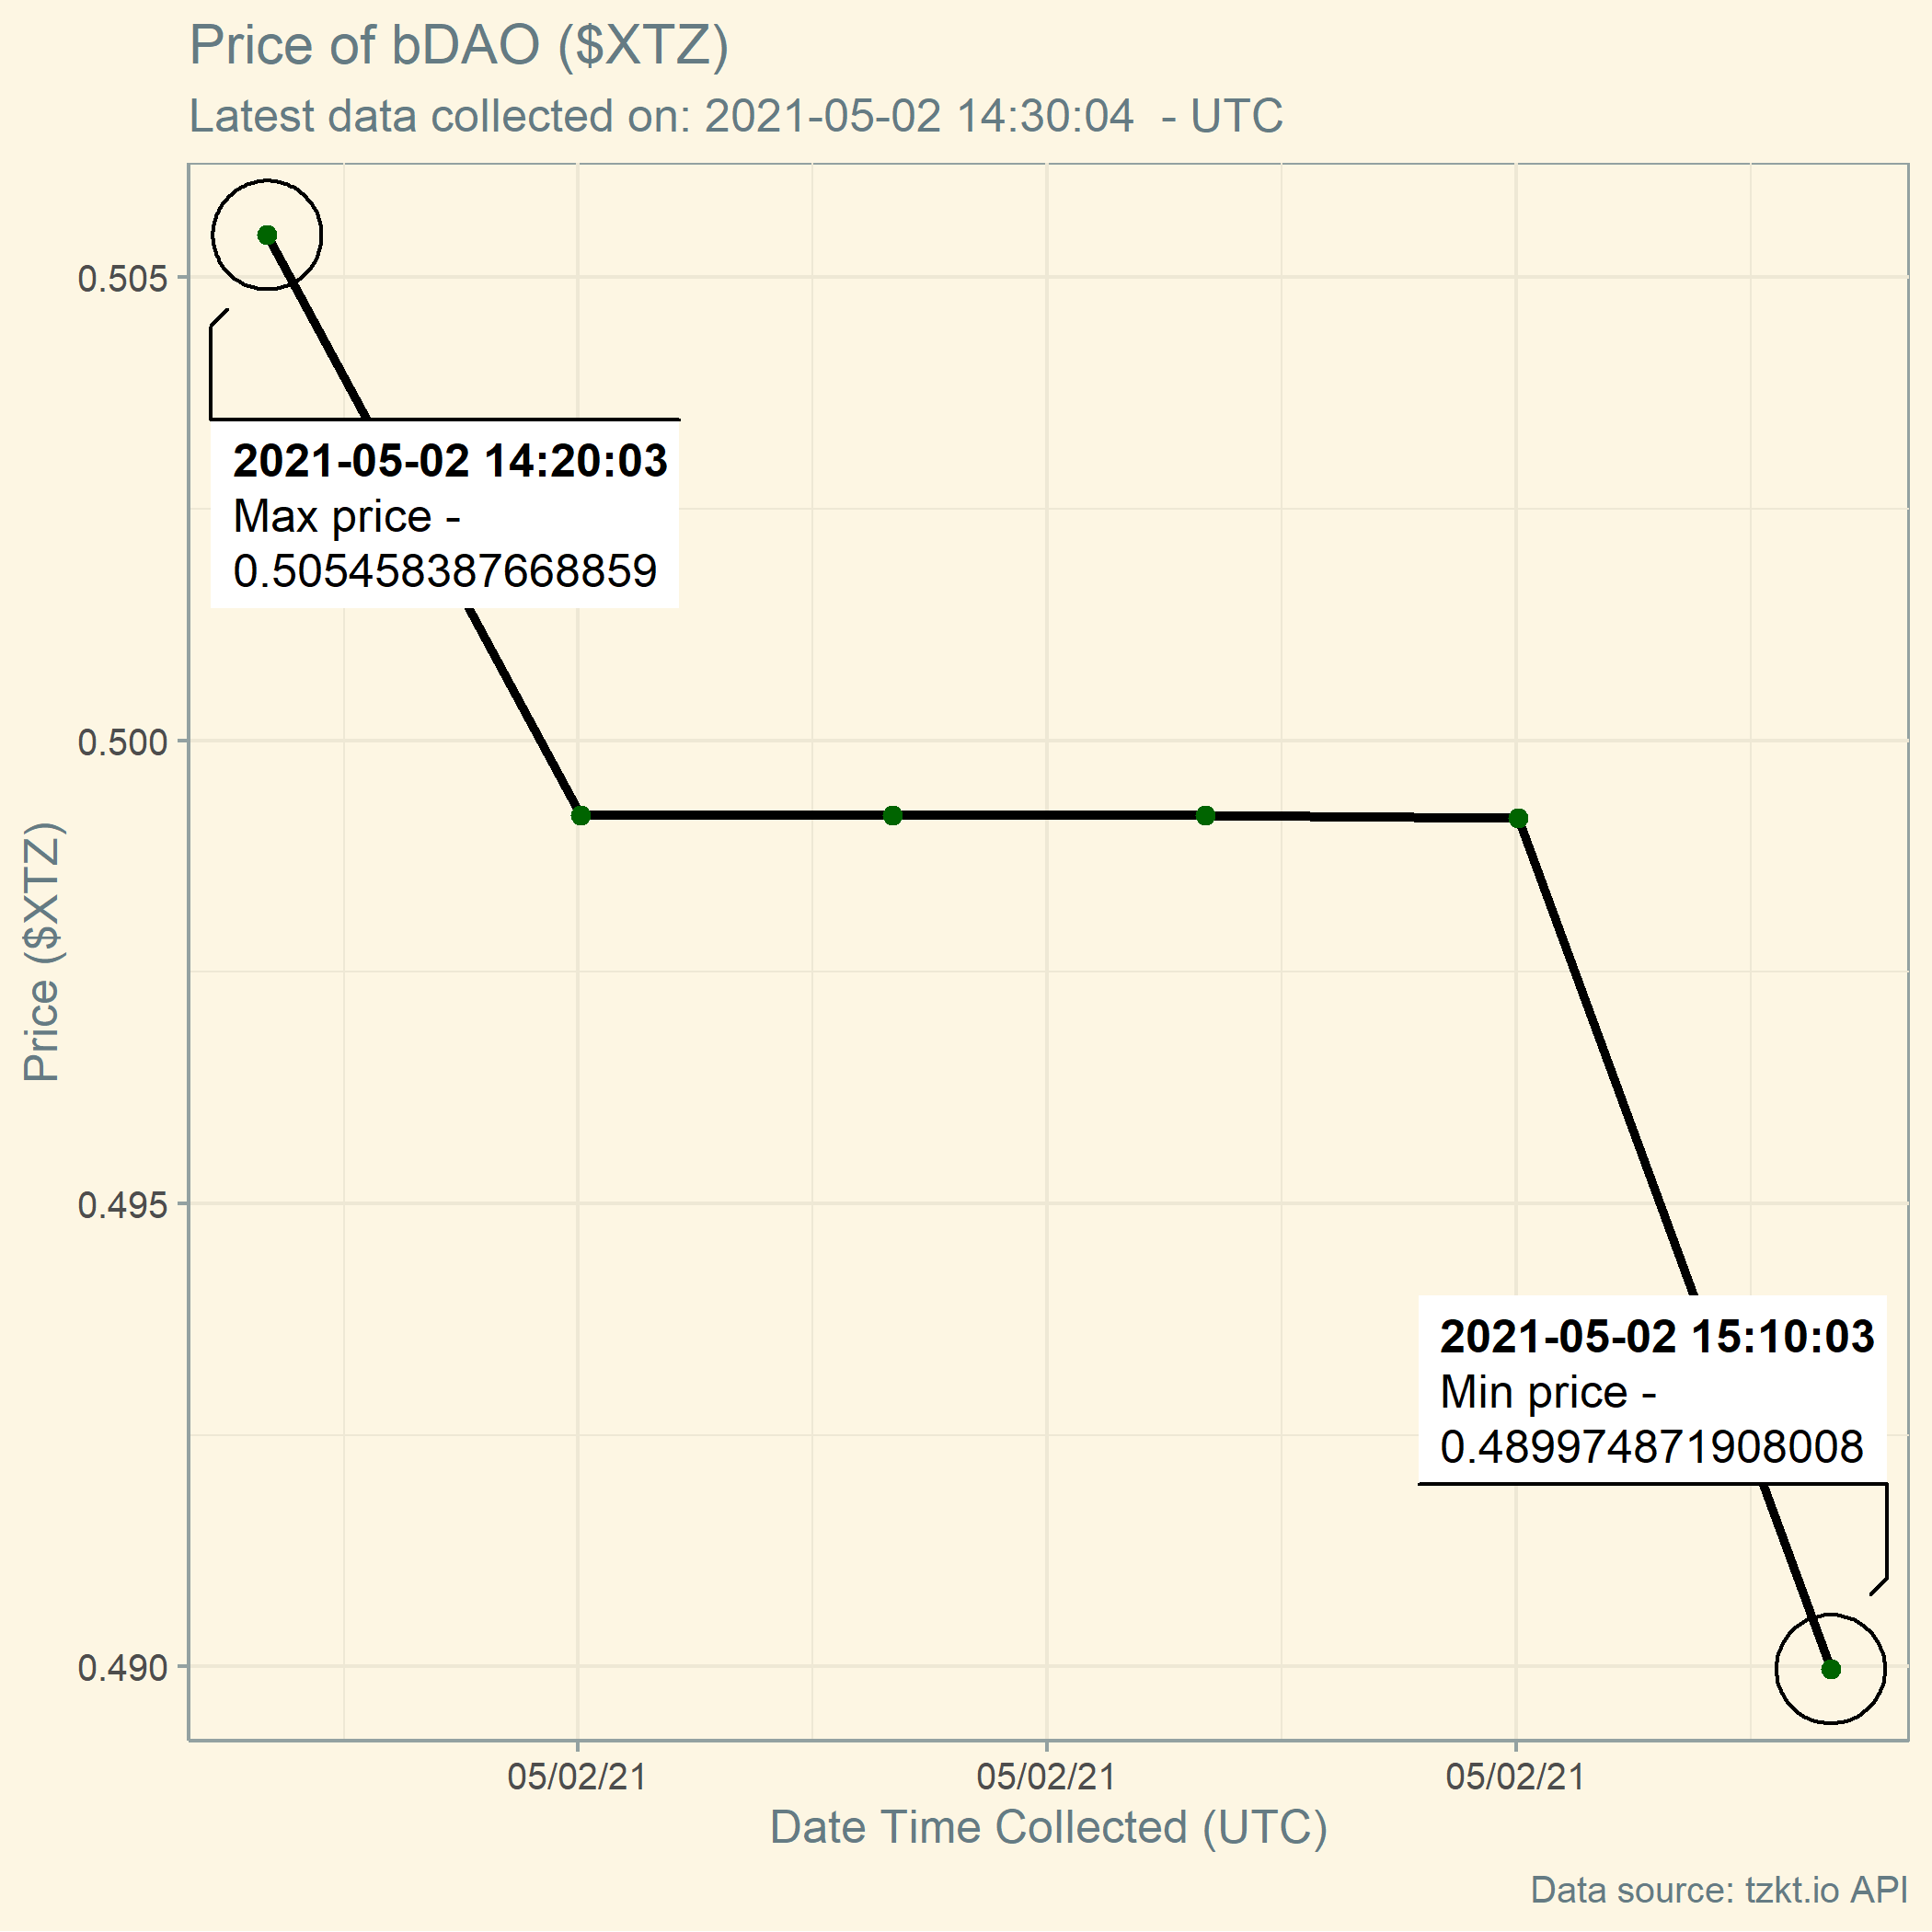 Price of bDAO ($XTZ)
Latest data collected on: 2021-05-02 14:30:04  - UTC
0.505
2021-05-02 14:20:03
Max price -
0.505458387668859
0.500
Price ($XTZ)
0.495
2021-05-02 15:10:03
Min price -
0.489974871908008
0.490
05/02/21
05/02/21
05/02/21
Date Time Collected (UTC)
Data source: tzkt.io API